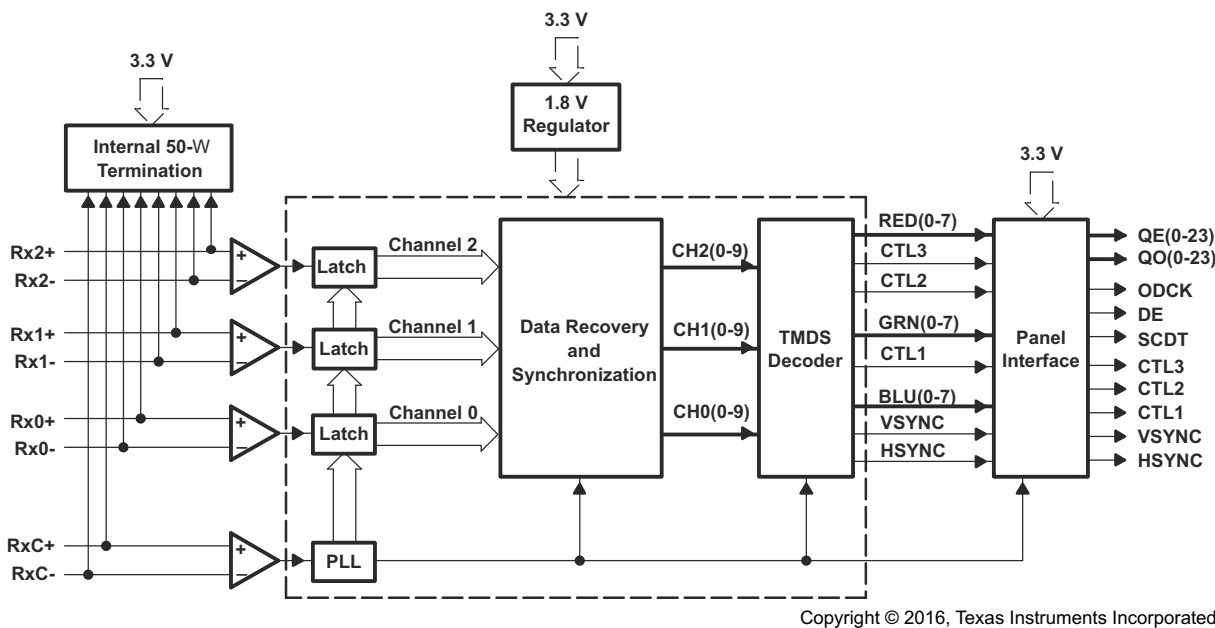 3.3 V
3.3 V
1.8 V
Regulator
Internal 50-W
Termination
3.3 V
Rx2+
Rx2-
Rx1+
Rx1-
Rx0+
Rx0-
RxC+
RxC-
+
−
+
−
+
−
+
−
Latch
Latch
Latch
PLL
Channel 2
Channel 1
Channel 0
Data Recovery
and
Synchronization
CH2(0-9)
CH1(0-9)
CH0(0-9)
TMDS
Decoder
RED(0-7)
CTL3
CTL2
GRN(0-7)
CTL1
BLU(0-7)
VSYNC
HSYNC
Panel
Interface
QE(0-23)
QO(0-23)
ODCK
DE
SCDT
CTL3
CTL2
CTL1
VSYNC
HSYNC
Copyright © 2016, Texas Instruments Incorporated